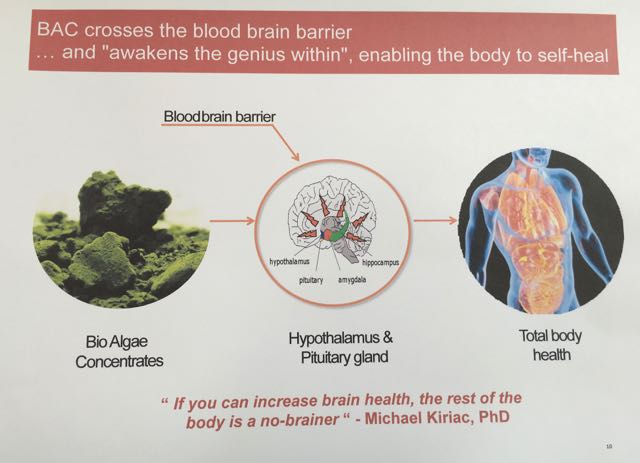 BAC crosses the blood brain barrier
... and "awakens the genius within", enabling the body to self-heal
Blood brain barrier
hypothalamus
hippocampus
pituitary
amygdala
Bio Algae
Concentrates
Hypothalamus &
Pituitary gland
Total body
health
“ If you can increase brain health, the rest of the
body is a no-brainer “ - Michael Kiriac, PhD
10